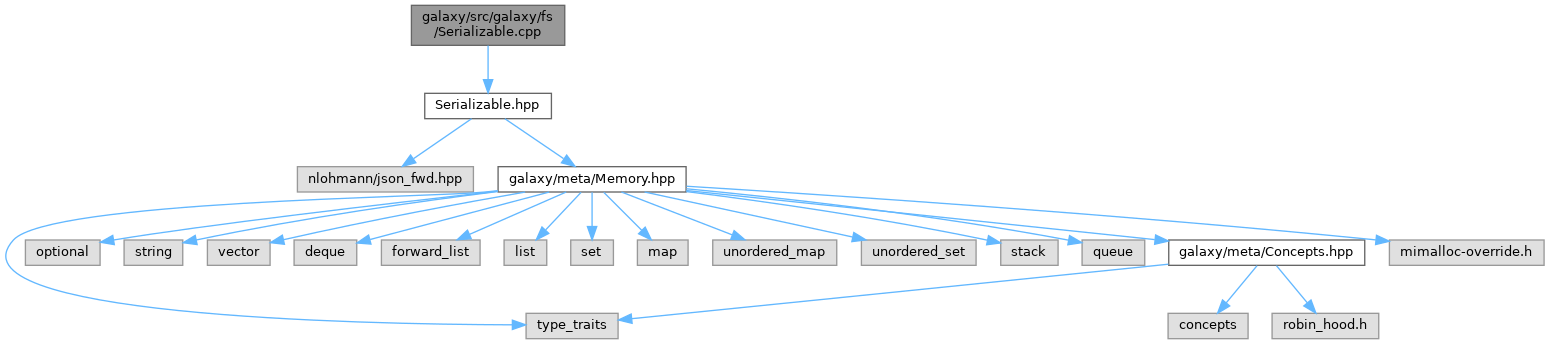 galaxy/src/galaxy/fs
/Serializable.cpp
Serializable.hpp
nlohmann/json_fwd.hpp
galaxy/meta/Memory.hpp
optional
string
vector
deque
forward_list
list
set
map
unordered_map
unordered_set
stack
queue
galaxy/meta/Concepts.hpp
mimalloc-override.h
type_traits
concepts
robin_hood.h